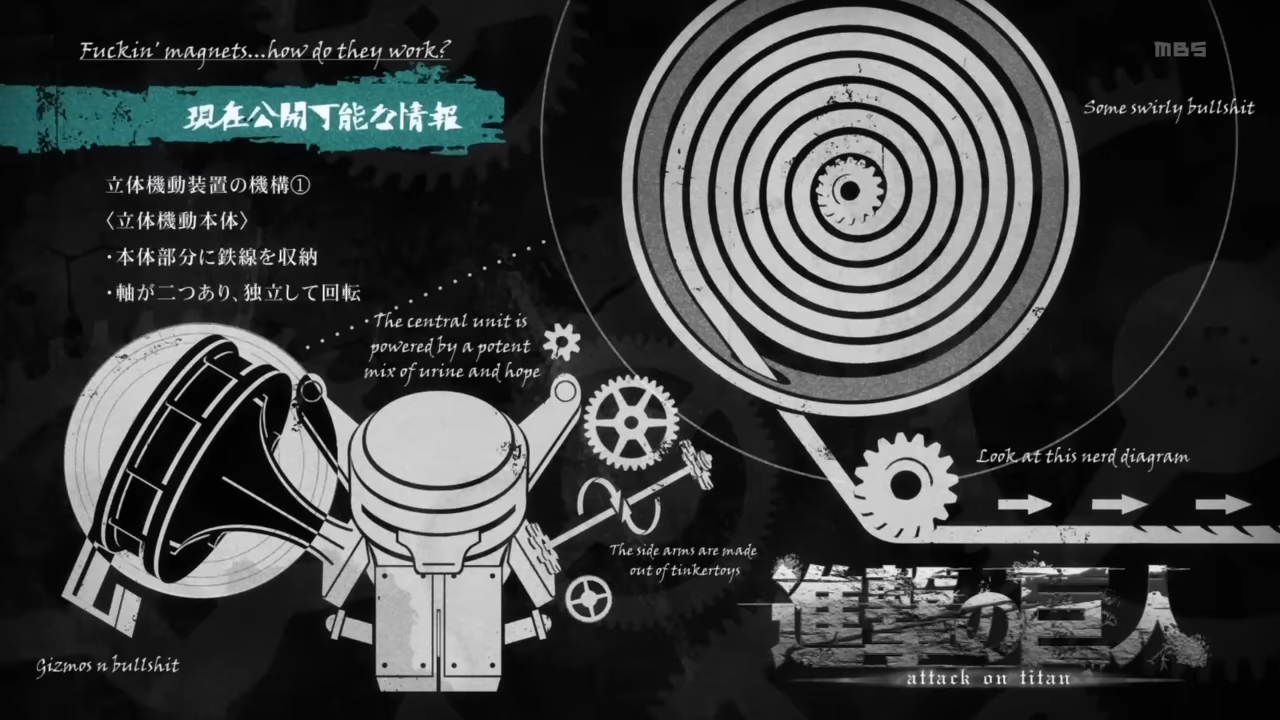 Fuckin' magnets...how do they work?
MBS
現在公開可能な情報
Some swirly bullshit
立体機動装置の機構①
〈立体機動本体〉
・本体部分に鉄線を収納
・軸が二つあり、独立して回転
・The central unit is
powered by a potent
mix of urine and hope
Look at this nerd diagram
The side arms are made
out of tinkertoys
進撃の巨人
attack on titan
Gizmos n bullshit